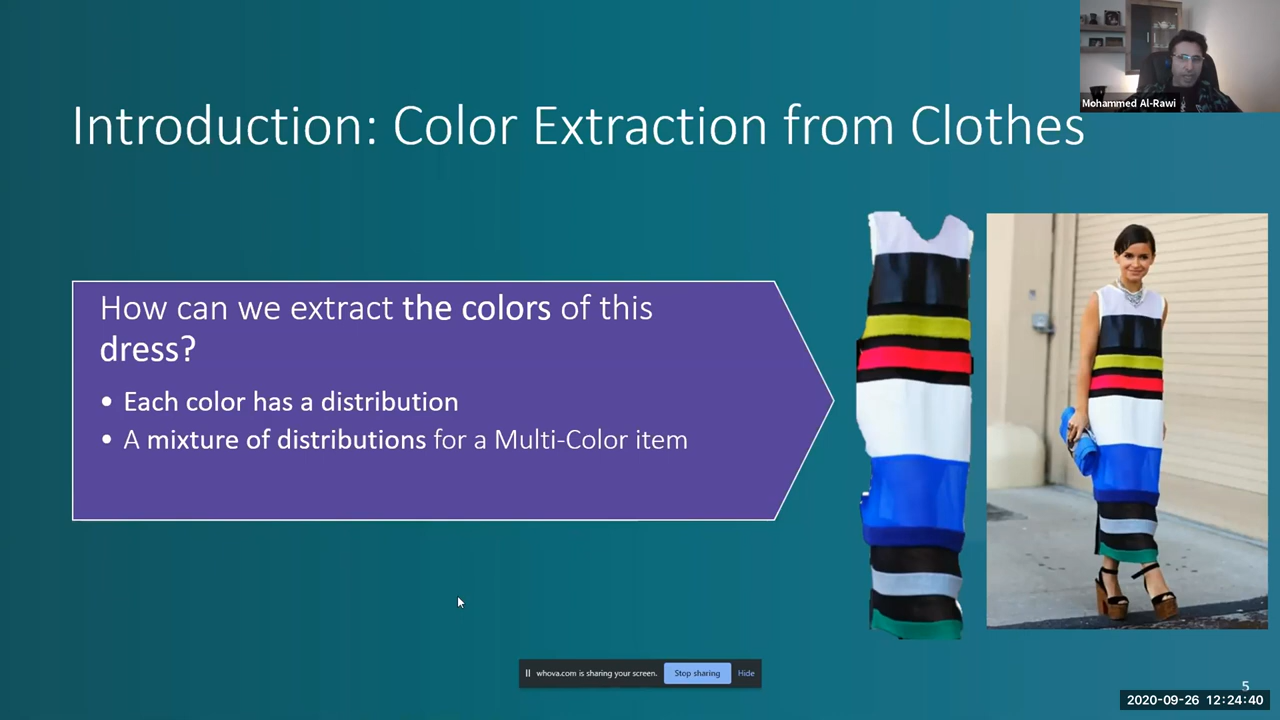 Mohammed Al-Rawi
Introduction: Color Extraction from Clothes
How can we extract the colors of this
dress?
• Each color has a distribution
• A mixture of distributions for a Multi-Color item
whova.com is sharing your screen. Stop sharing Hide
5
2020-09-26 12:24:40